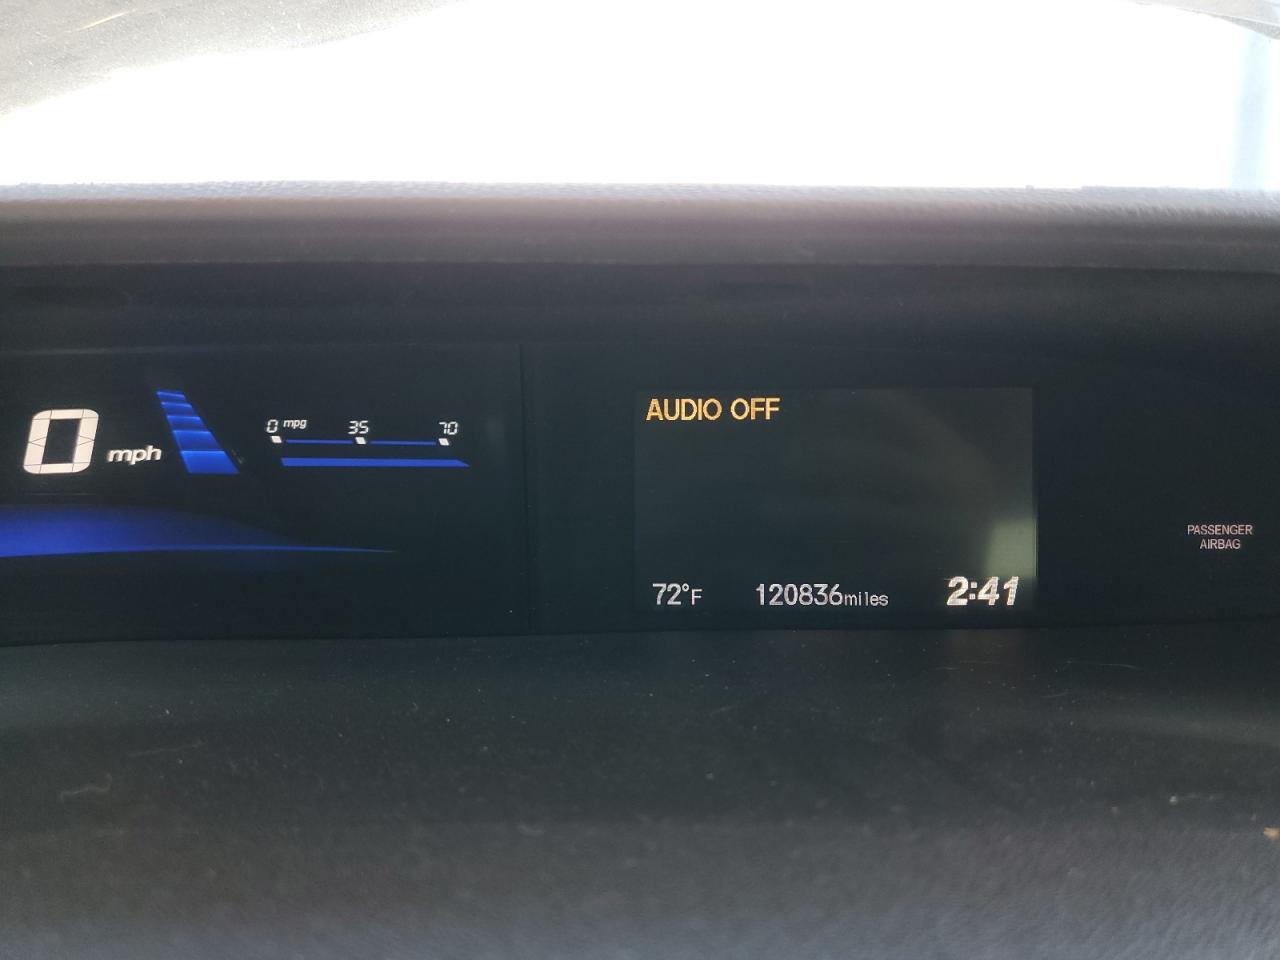 AUDIO OFF
0 mph
0 mpg 35 70
PASSENGER
AIRBAG
72°F 120836miles 2:41